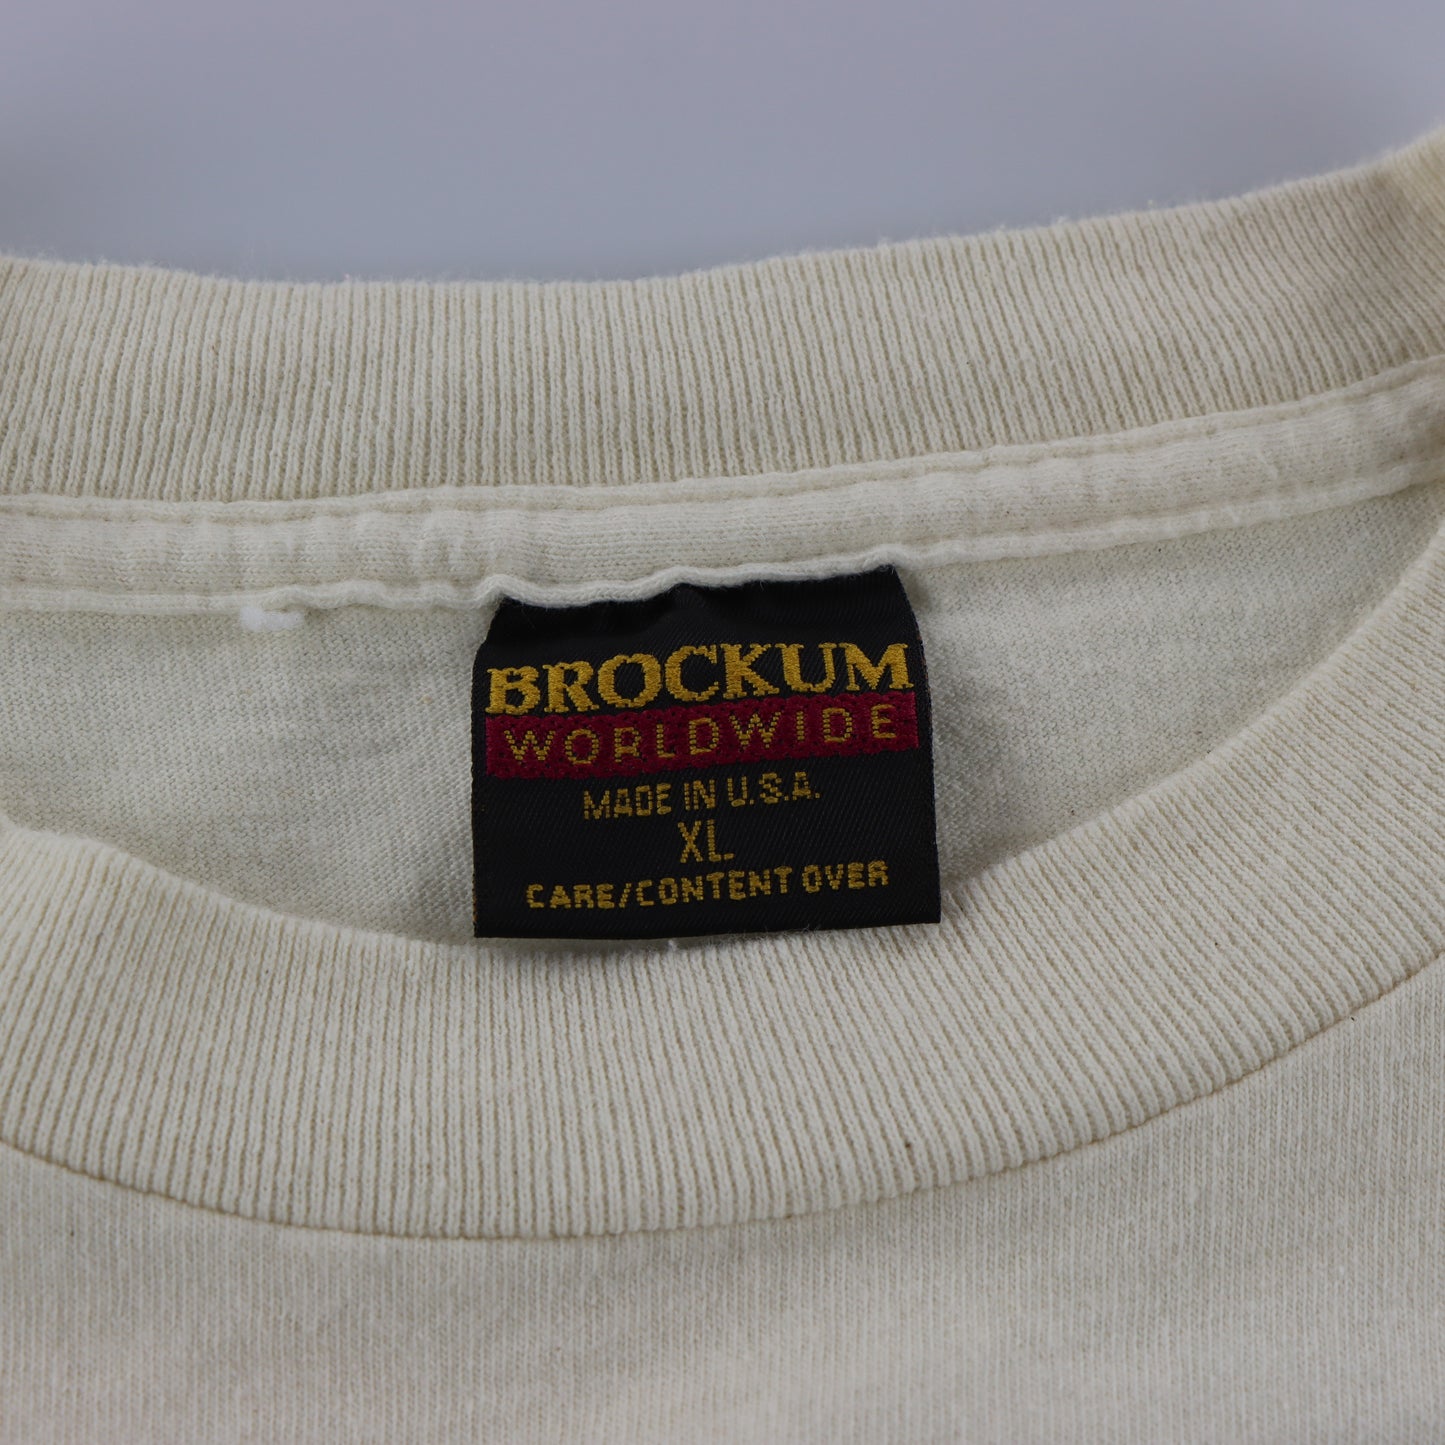 BROCKUM
WORLDWIDE
MADE IN U.S.A.
XL
CARE/CONTENT OVER